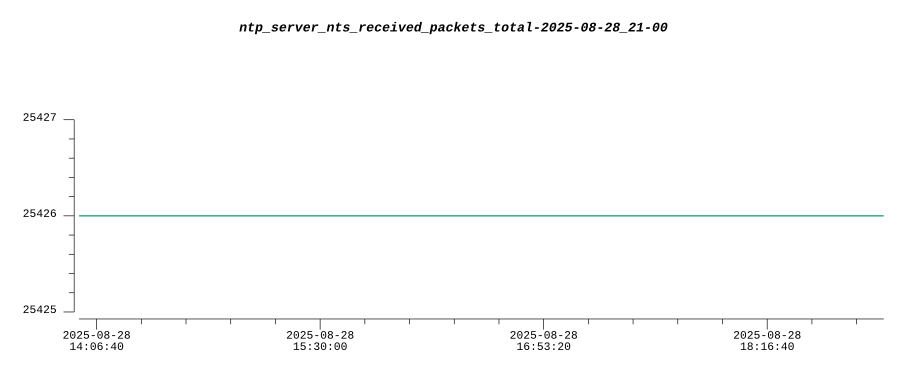 ntp_server_nts_received_packets_total-2025-08-28_21-00
25427
25426
25425
2025-08-28 2025-08-28 2025-08-28 2025-08-28
14:06:40 15:30:00 16:53:20 18:16:40